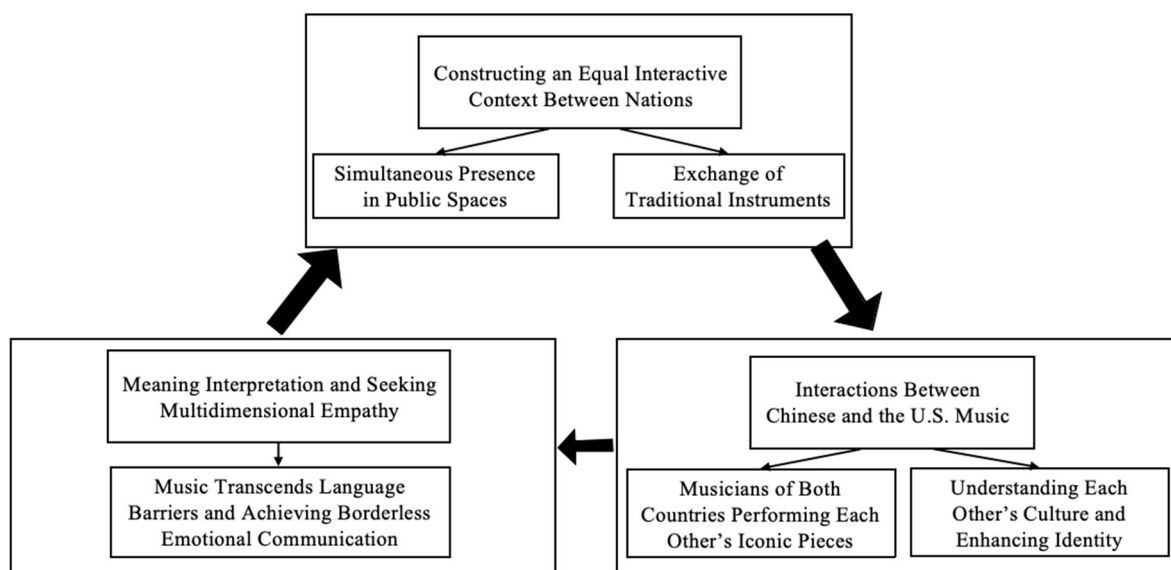 Constructing an Equal Interactive
Context Between Nations
Simultaneous Presence
in Public Spaces
Exchange of
Traditional Instruments
Interactions Between
Chinese and the U.S. Music
Musicians of Both
Countries Performing Each
Other's Iconic Pieces
Understanding Each
Other's Culture and
Enhancing Identity
Meaning Interpretation and Seeking
Multidimensional Empathy
Music Transcends Language
Barriers and Achieving Borderless
Emotional Communication